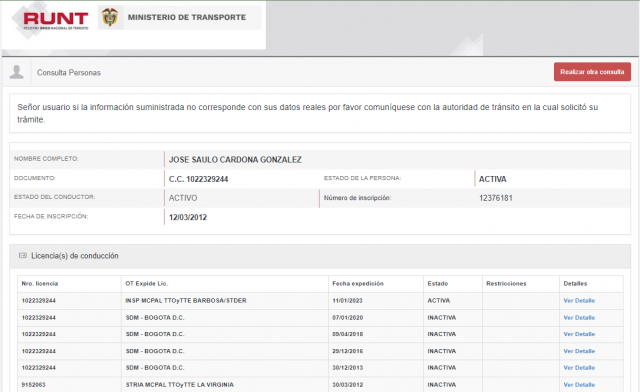 RUNT
REGISTRO ÚNICO NACIONAL DE TRÁNSITO
MINISTERIO DE TRANSPORTE
Consulta Personas
Realizar otra consulta
Señor usuario si la información suministrada no corresponde con sus datos reales por favor comuníquese con la autoridad de tránsito en la cual solicitó su
trámite.
NOMBRE COMPLETO: JOSE SAULO CARDONA GONZALEZ
DOCUMENTO: C.C. 1022329244 ESTADO DE LA PERSONA: ACTIVA
ESTADO DEL CONDUCTOR: ACTIVO Número de inscripción: 12376181
FECHA DE INSCRIPCIÓN: 12/03/2012
Licencia(s) de conducción
Nro. licencia OT Expide Lic. Fecha expedición Estado Restricciones Detalles
1022329244 INSP MCPAL TTOyTTE BARBOSA/STDER 11/01/2023 ACTIVA Ver Detalle
1022329244 SDM - BOGOTA D.C. 07/01/2020 INACTIVA Ver Detalle
1022329244 SDM - BOGOTA D.C. 09/04/2018 INACTIVA Ver Detalle
1022329244 SDM - BOGOTA D.C. 29/12/2016 INACTIVA Ver Detalle
1022329244 SDM - BOGOTA D.C. 30/12/2013 INACTIVA Ver Detalle
9152063 STRIA MCPAL TTOyTTE LA VIRGINIA 30/03/2012 INACTIVA Ver Detalle